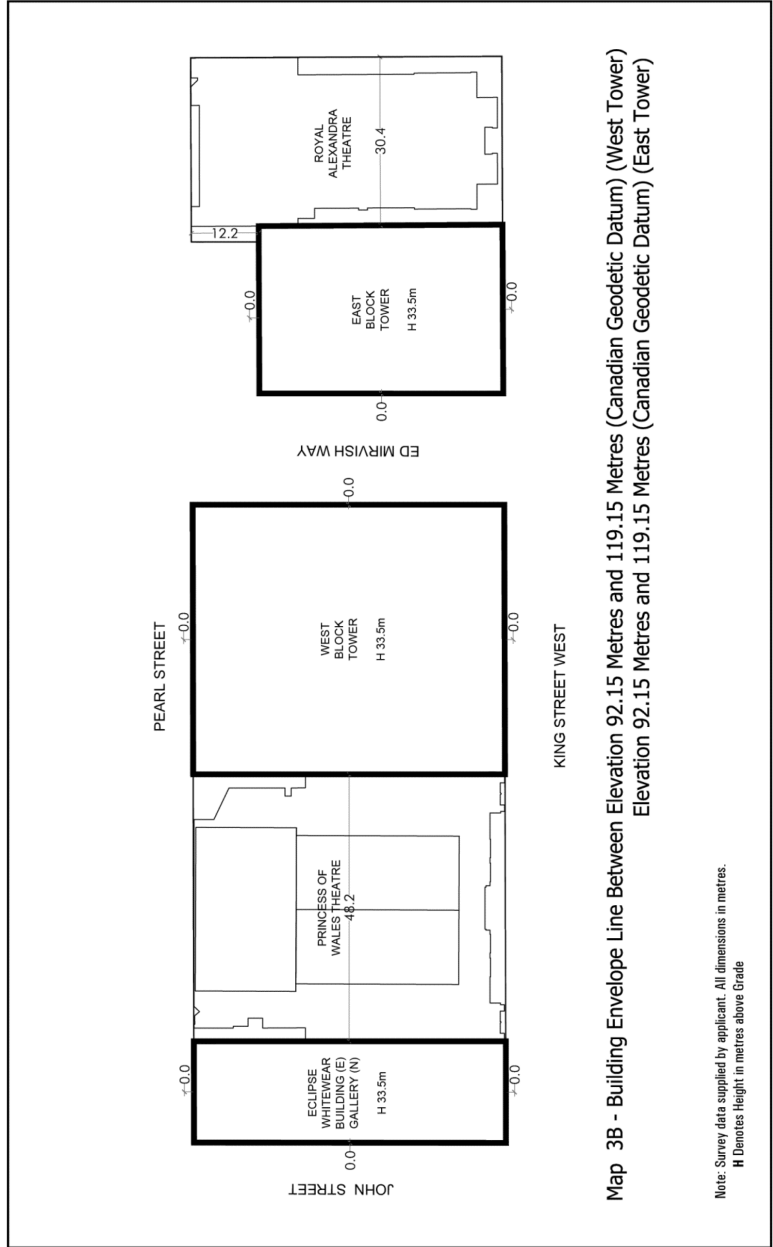 PEARL STREET
ROYAL
ALEXANDRA
THEATRE
30.4
12.2
0.0
EAST
BLOCK
TOWER
H 33.5m
0.0
0.0
ED MIRVISH WAY
0.0
0.0
WEST
BLOCK
TOWER
H 33.5m
0.0
KING STREET WEST
PRINCESS OF
WALES THEATRE
48.2
0.0
ECLIPSE
WHITEWEAR
BUILDING (E)
GALLERY (N)
H 33.5m
0.0
0.0
JOHN STREET
Map 3B - Building Envelope Line Between Elevation 92.15 Metres and 119.15 Metres (Canadian Geodetic Datum) (West Tower)
Elevation 92.15 Metres and 119.15 Metres (Canadian Geodetic Datum) (East Tower)
Note: Survey data supplied by applicant. All dimensions in metres.
H Denotes Height in metres above Grade